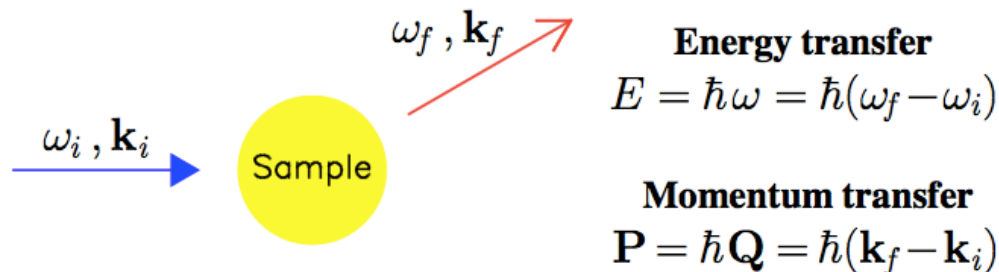 ω_f , k_f
ω_i , k_i
Sample
Energy transfer
E = ħω = ħ(ω_f − ω_i)
Momentum transfer
P = ħQ = ħ(k_f − k_i)